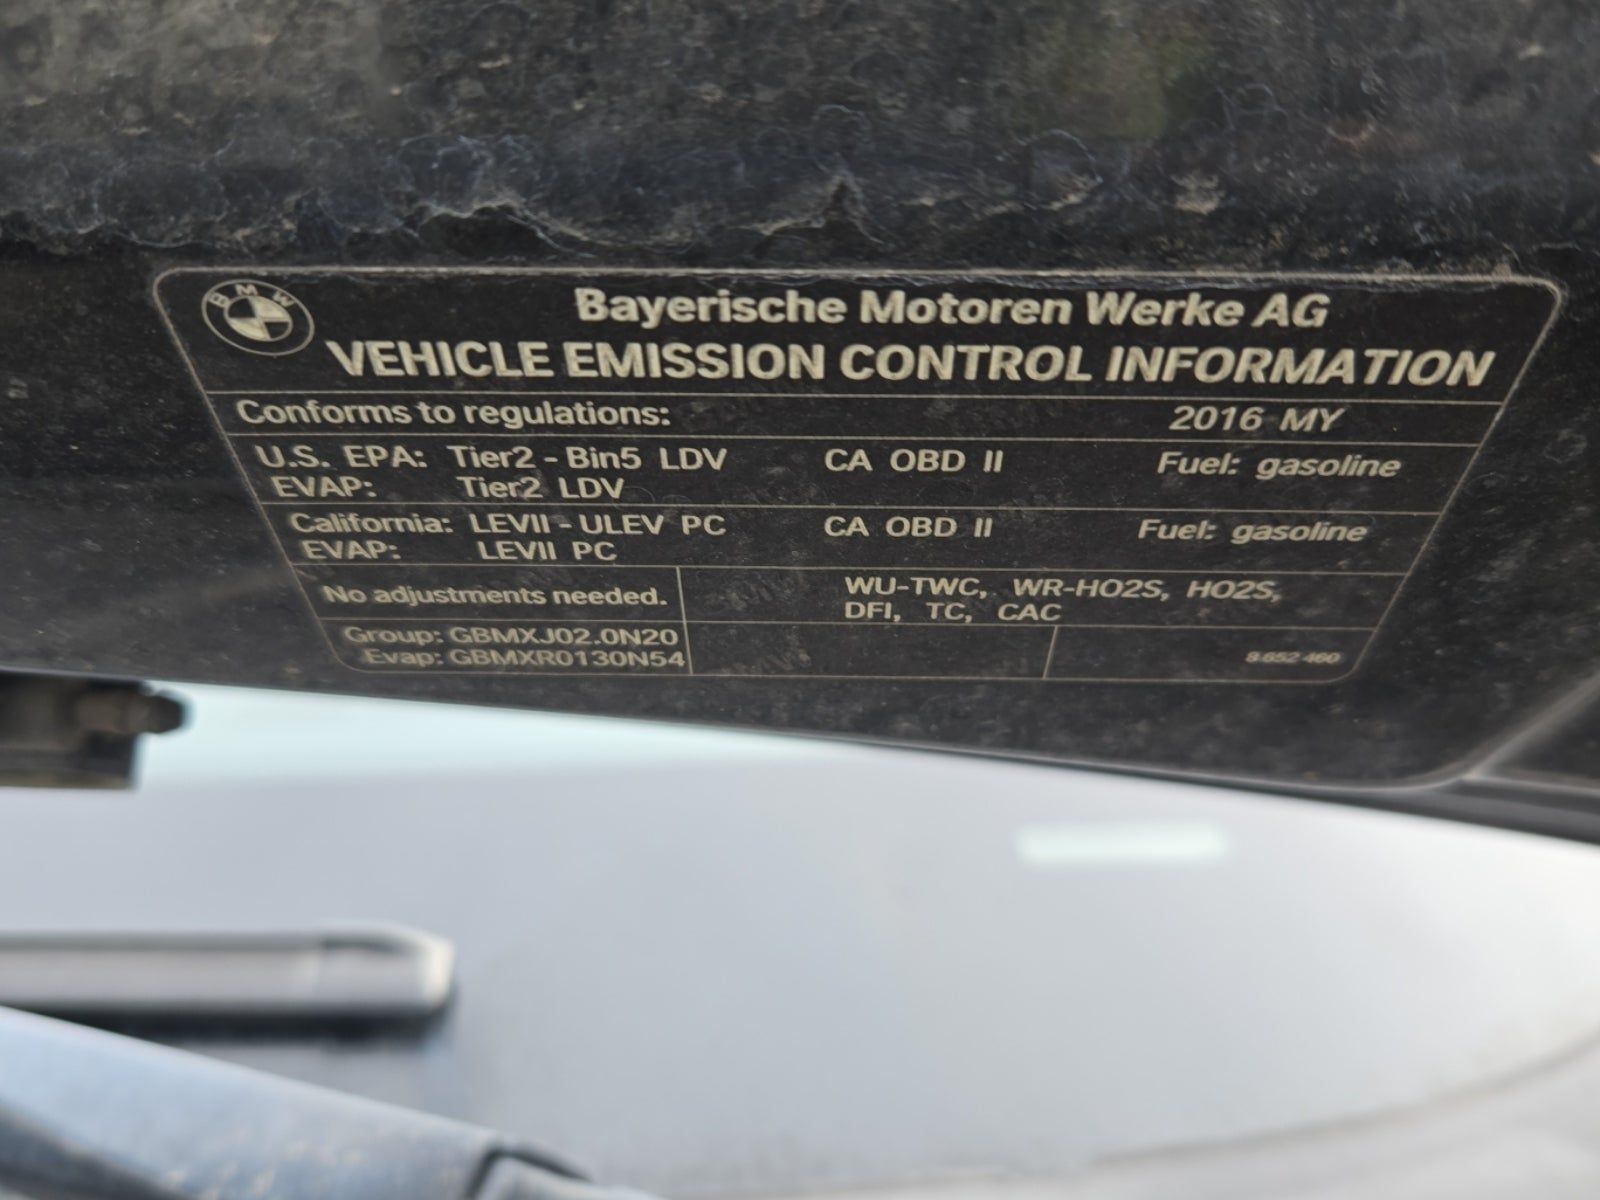 BMW
Bayerische Motoren Werke AG
VEHICLE EMISSION CONTROL INFORMATION
Conforms to regulations: 2016 MY
U.S. EPA: Tier2 - Bin5 LDV CA OBD II Fuel: gasoline
EVAP: Tier2 LDV
California: LEVII - ULEV PC CA OBD II Fuel: gasoline
EVAP: LEVII PC
No adjustments needed.
WU-TWC, WR-HO2S, HO2S,
DFI, TC, CAC
Group: GBMXJ02.0N20
Evap: GBMXR0130N54
8 652 460